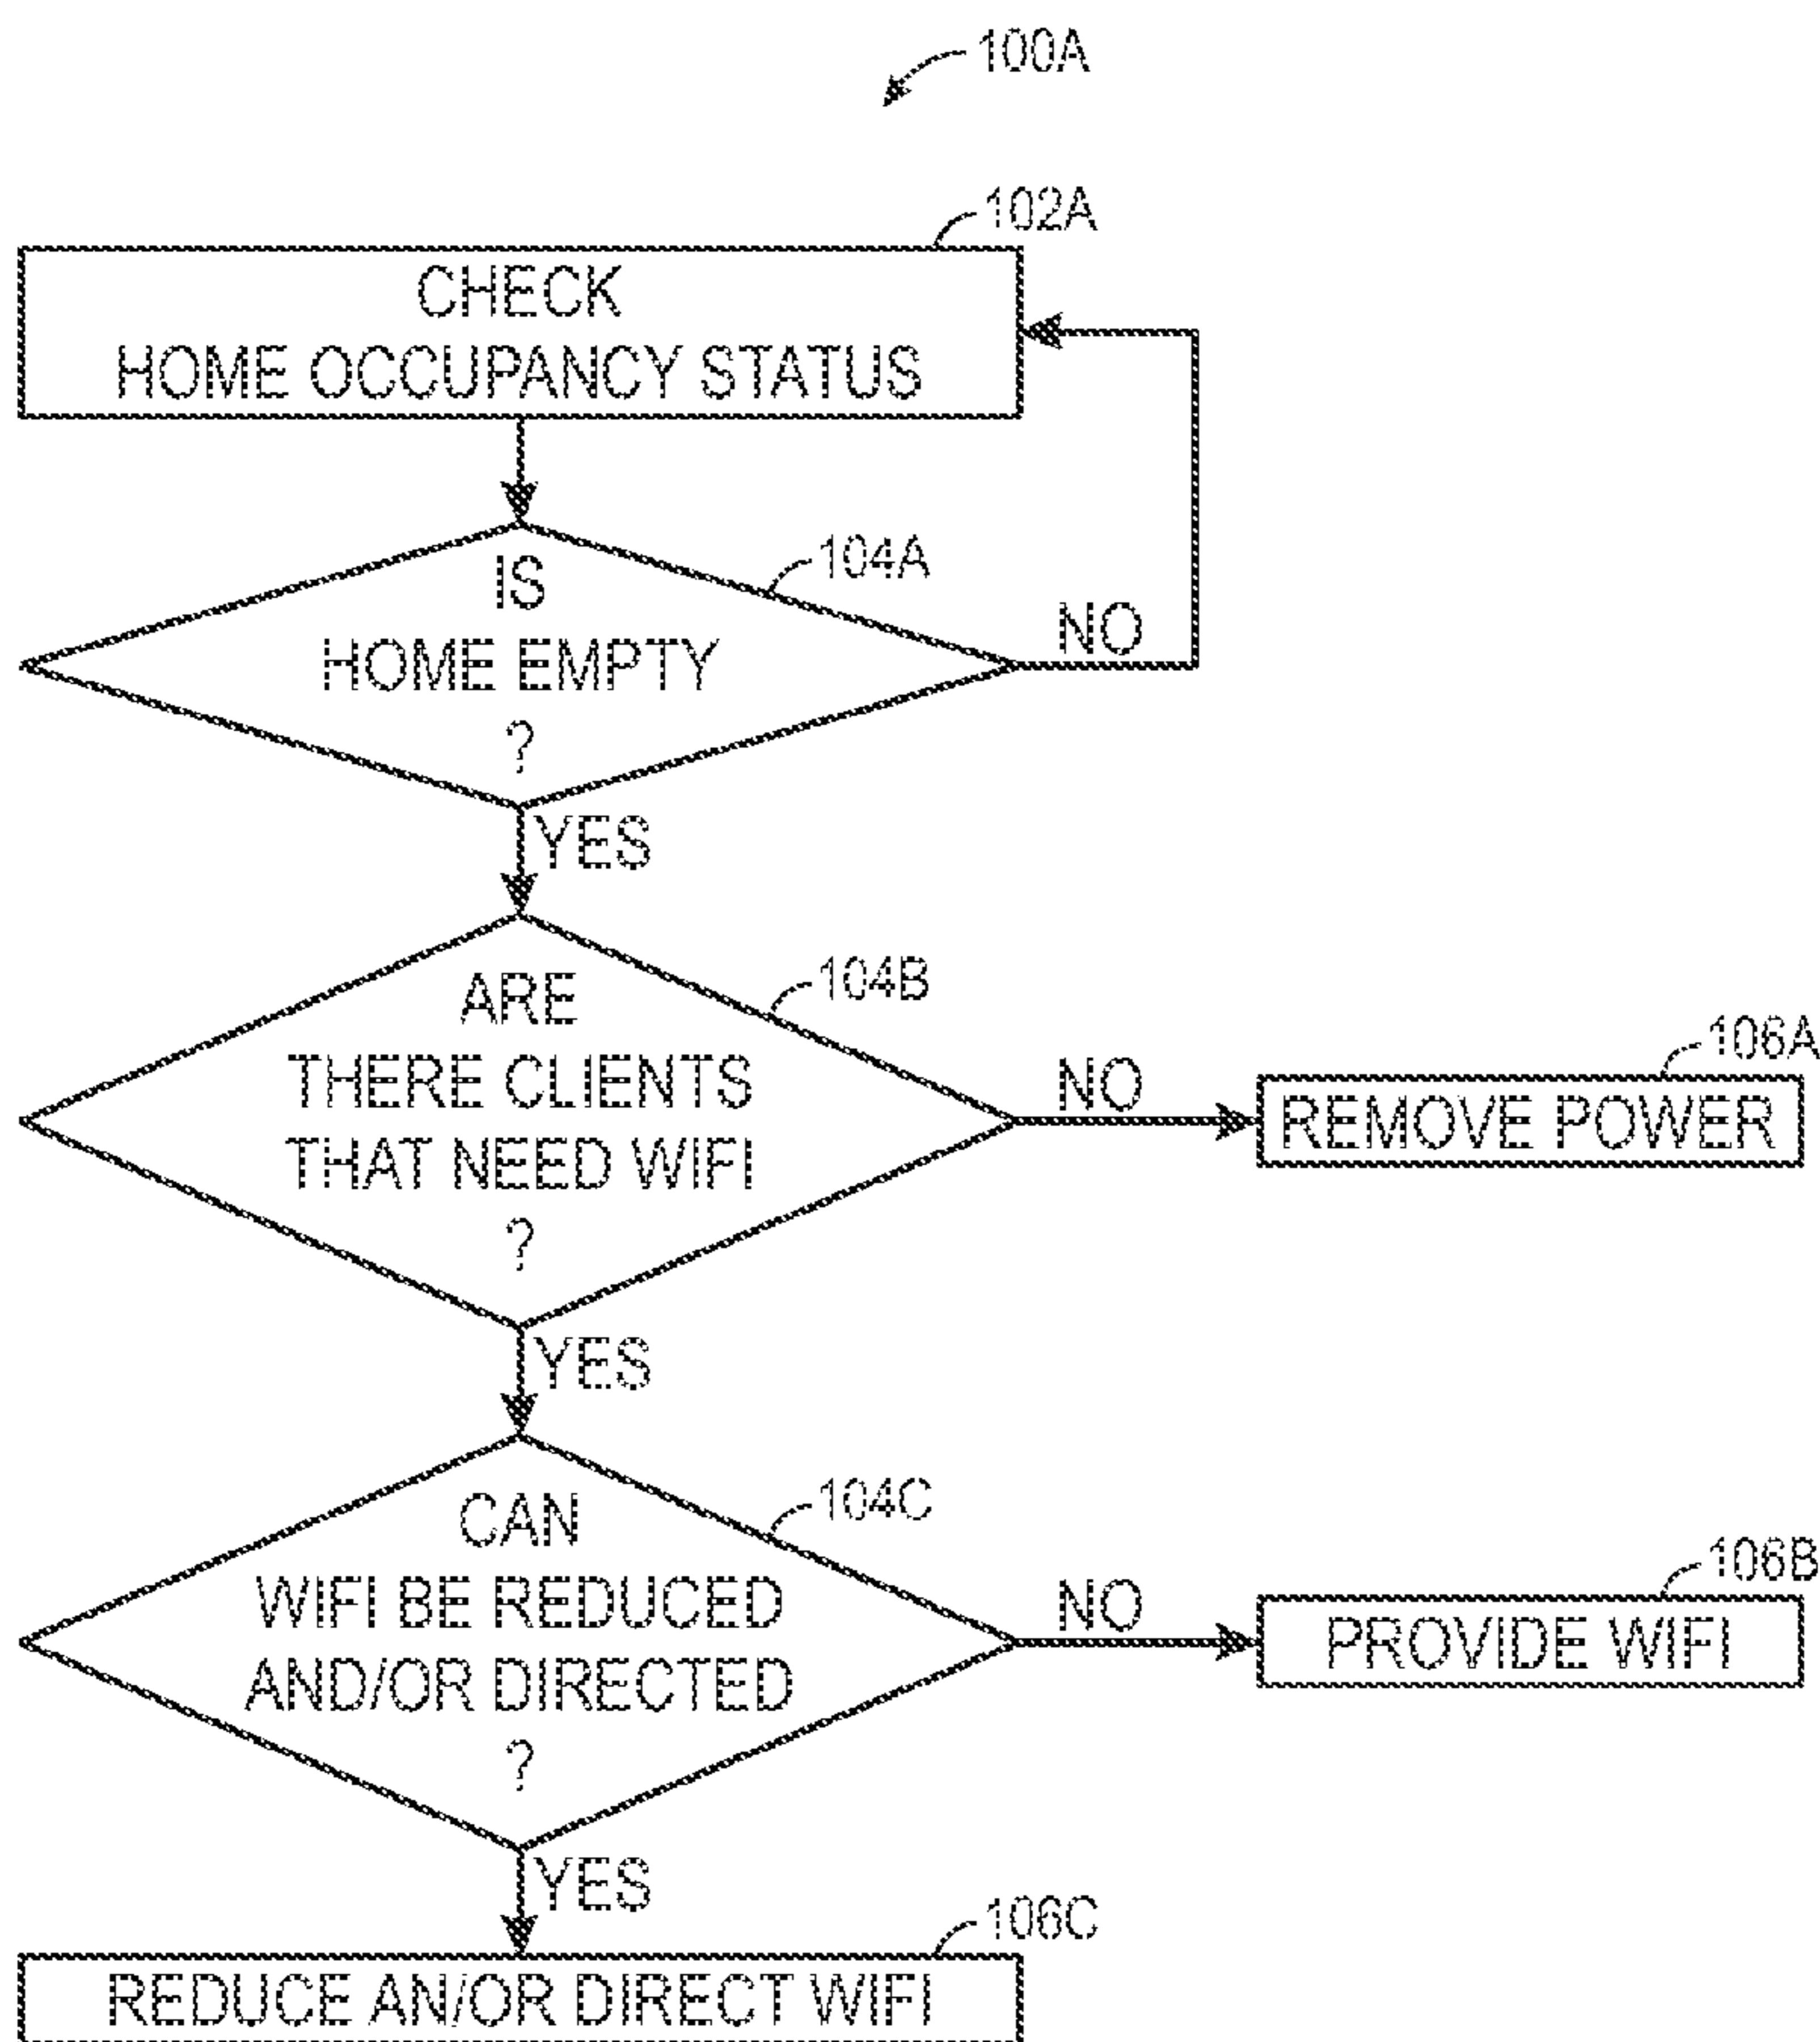 100A
102A
CHECK
HOME OCCUPANCY STATUS
104A
IS
HOME EMPTY
?
NO
YES
104B
ARE
THERE CLIENTS
THAT NEED WIFI
?
NO
106A
REMOVE POWER
YES
104C
CAN
WIFI BE REDUCED
AND/OR DIRECTED
?
NO
106B
PROVIDE WIFI
YES
106C
REDUCE AN/OR DIRECT WIFI